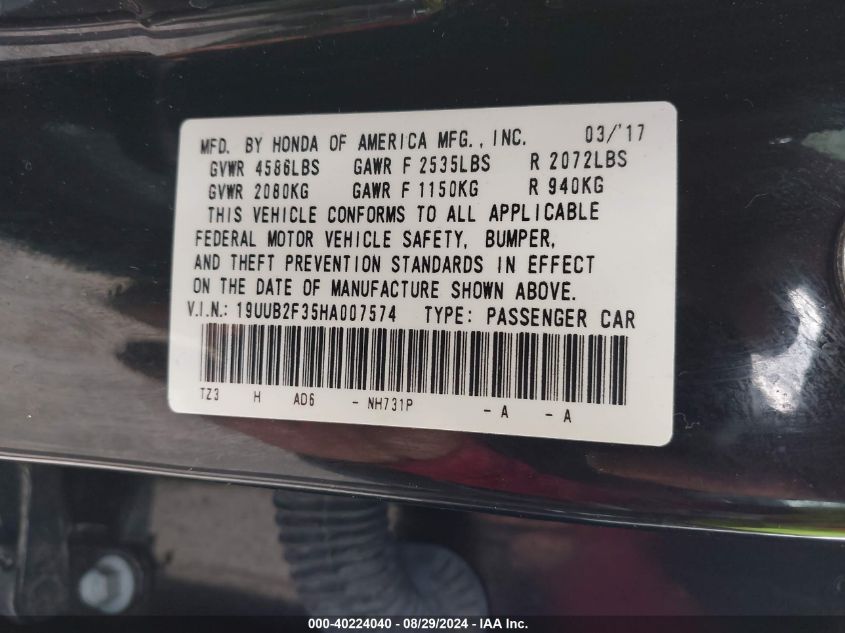 MFD. BY HONDA OF AMERICA MFG., INC. 03/'17
GVWR 4586LBS GAWR F 2535LBS R 2072LBS
GVWR 2080KG GAWR F 1150KG R 940KG
THIS VEHICLE CONFORMS TO ALL APPLICABLE
FEDERAL MOTOR VEHICLE SAFETY, BUMPER,
AND THEFT PREVENTION STANDARDS IN EFFECT
ON THE DATE OF MANUFACTURE SHOWN ABOVE.
V.I.N.: 19UUB2F35HA007574 TYPE: PASSENGER CAR
TZ3 H AD6 - NH731P - A - A
000-40224040 - 08/29/2024 - IAA Inc.